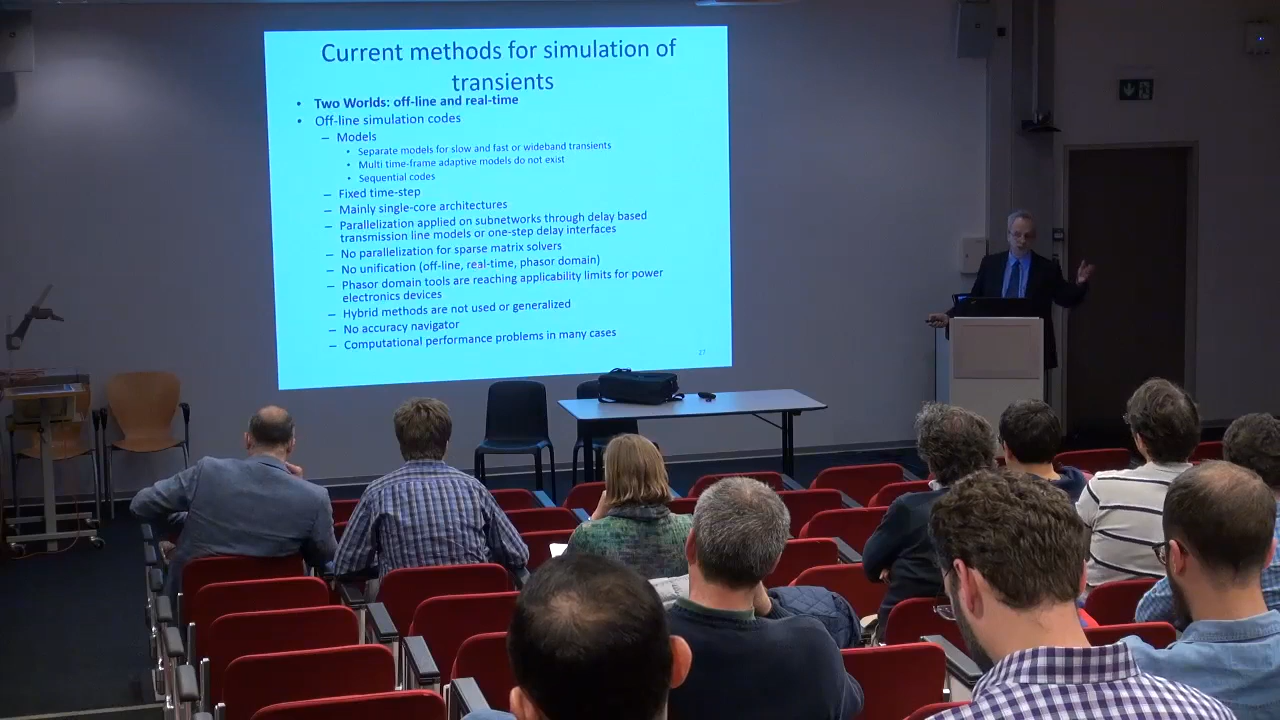 Current methods for simulation of
transients
• Two Worlds: off-line and real-time
• Off-line simulation codes
– Models
• Separate models for slow and fast or wideband transients
• Multi time-frame adaptive models do not exist
• Sequential codes
– Fixed time-step
– Mainly single-core architectures
– Parallelization applied on subnetworks through delay based
transmission line models or one-step delay interfaces
– No parallelization for sparse matrix solvers
– No unification (off-line, real-time, phasor domain)
– Phasor domain tools are reaching applicability limits for power
electronics devices
– Hybrid methods are not used or generalized
– No accuracy navigator
– Computational performance problems in many cases
27